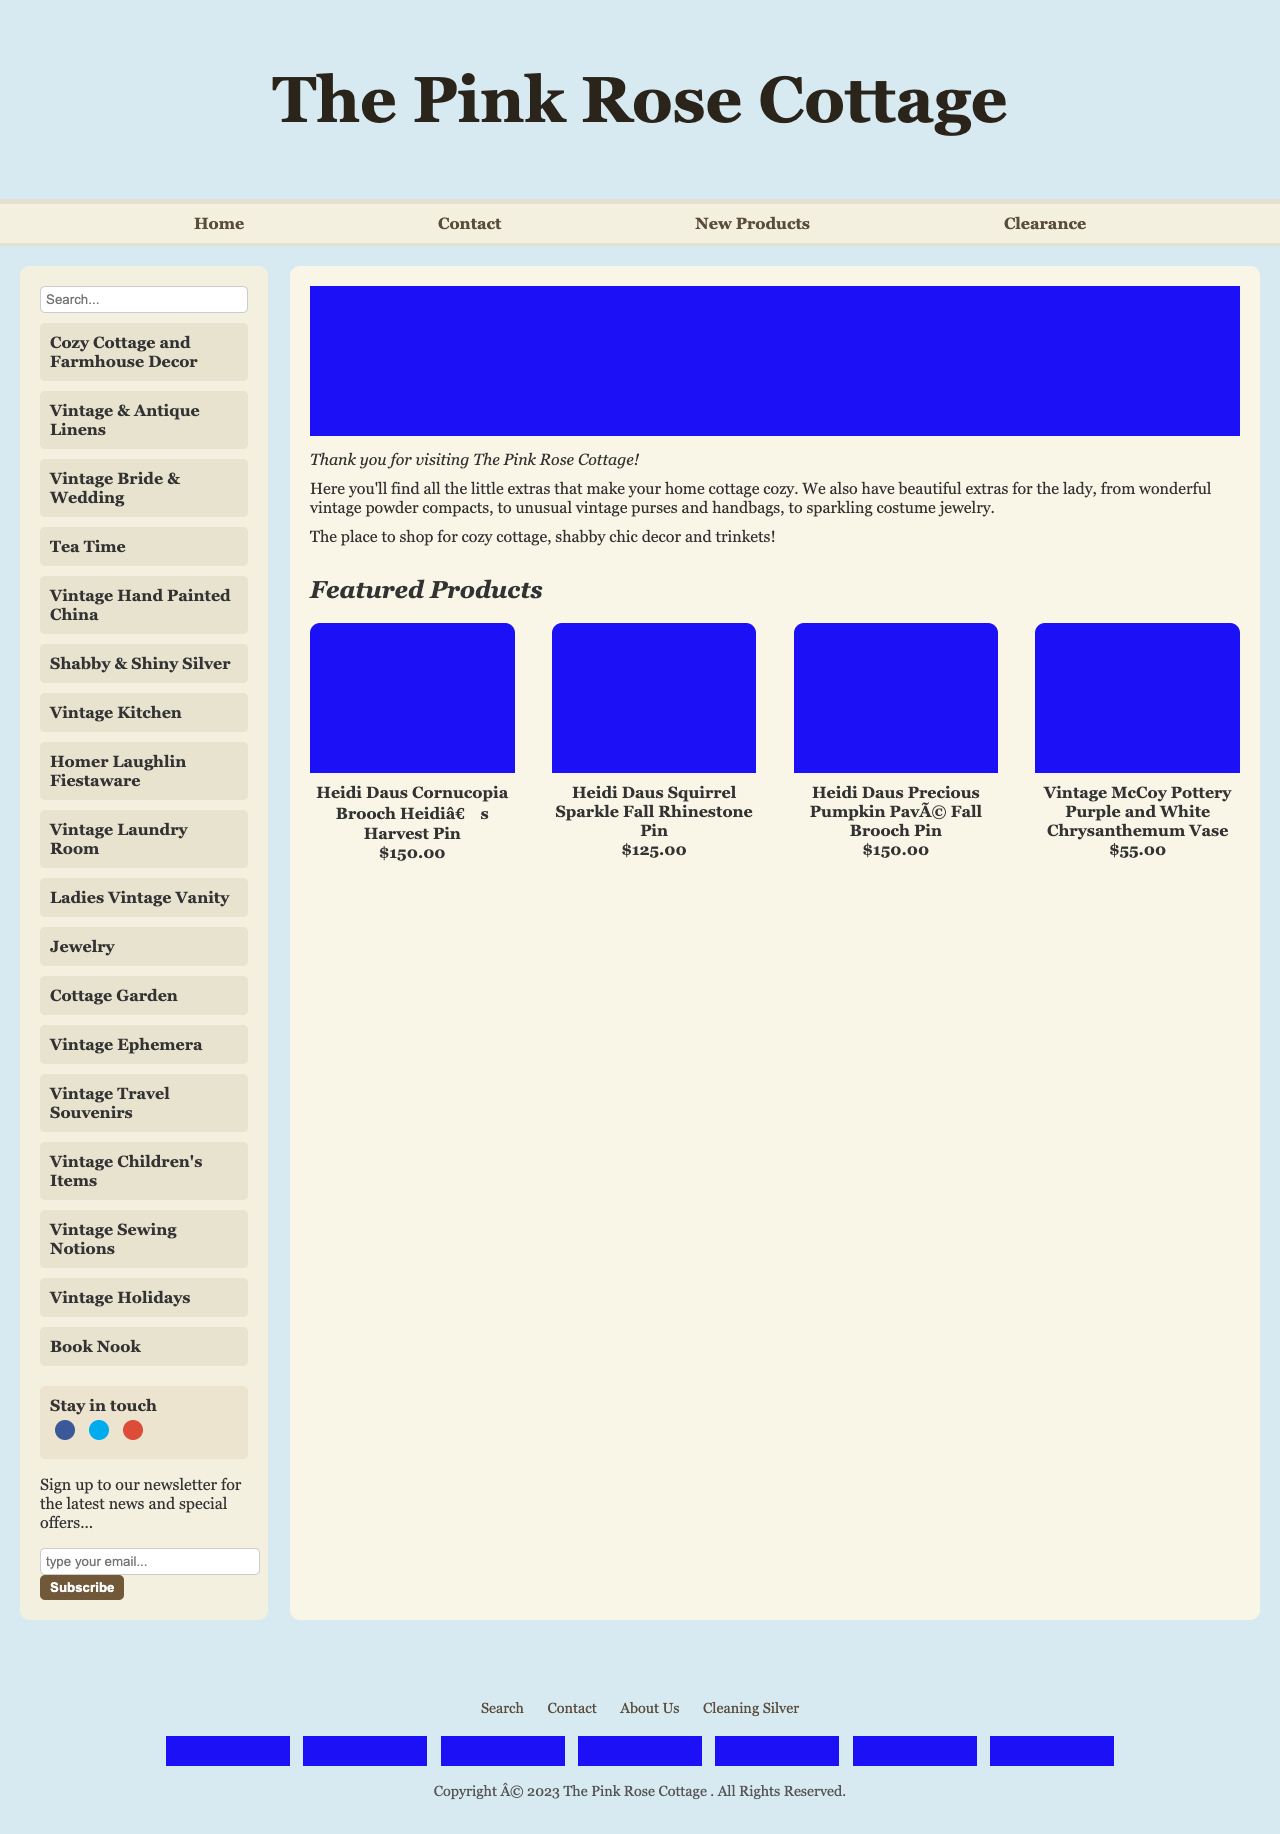 The Pink Rose Cottage
Home
Contact
New Products
Clearance
Search...
Cozy Cottage and
Farmhouse Decor
Vintage & Antique
Linens
Vintage Bride &
Wedding
Tea Time
Vintage Hand Painted
China
Shabby & Shiny Silver
Vintage Kitchen
Homer Laughlin
Fiestaware
Vintage Laundry
Room
Ladies Vintage Vanity
Jewelry
Cottage Garden
Vintage Ephemera
Vintage Travel
Souvenirs
Vintage Children's
Items
Vintage Sewing
Notions
Vintage Holidays
Book Nook
Stay in touch
Sign up to our newsletter for
the latest news and special
offers...
type your email...
Subscribe
Thank you for visiting The Pink Rose Cottage!
Here you'll find all the little extras that make your home cottage cozy. We also have beautiful extras for the lady, from wonderful
vintage powder compacts, to unusual vintage purses and handbags, to sparkling costume jewelry.
The place to shop for cozy cottage, shabby chic decor and trinkets!
Featured Products
Heidi Daus Cornucopia
Brooch Heidiâ€ s
Harvest Pin
$150.00
Heidi Daus Squirrel
Sparkle Fall Rhinestone
Pin
$125.00
Heidi Daus Precious
Pumpkin PavÃ© Fall
Brooch Pin
$150.00
Vintage McCoy Pottery
Purple and White
Chrysanthemum Vase
$55.00
Search
Contact
About Us
Cleaning Silver
Copyright Â© 2023 The Pink Rose Cottage . All Rights Reserved.